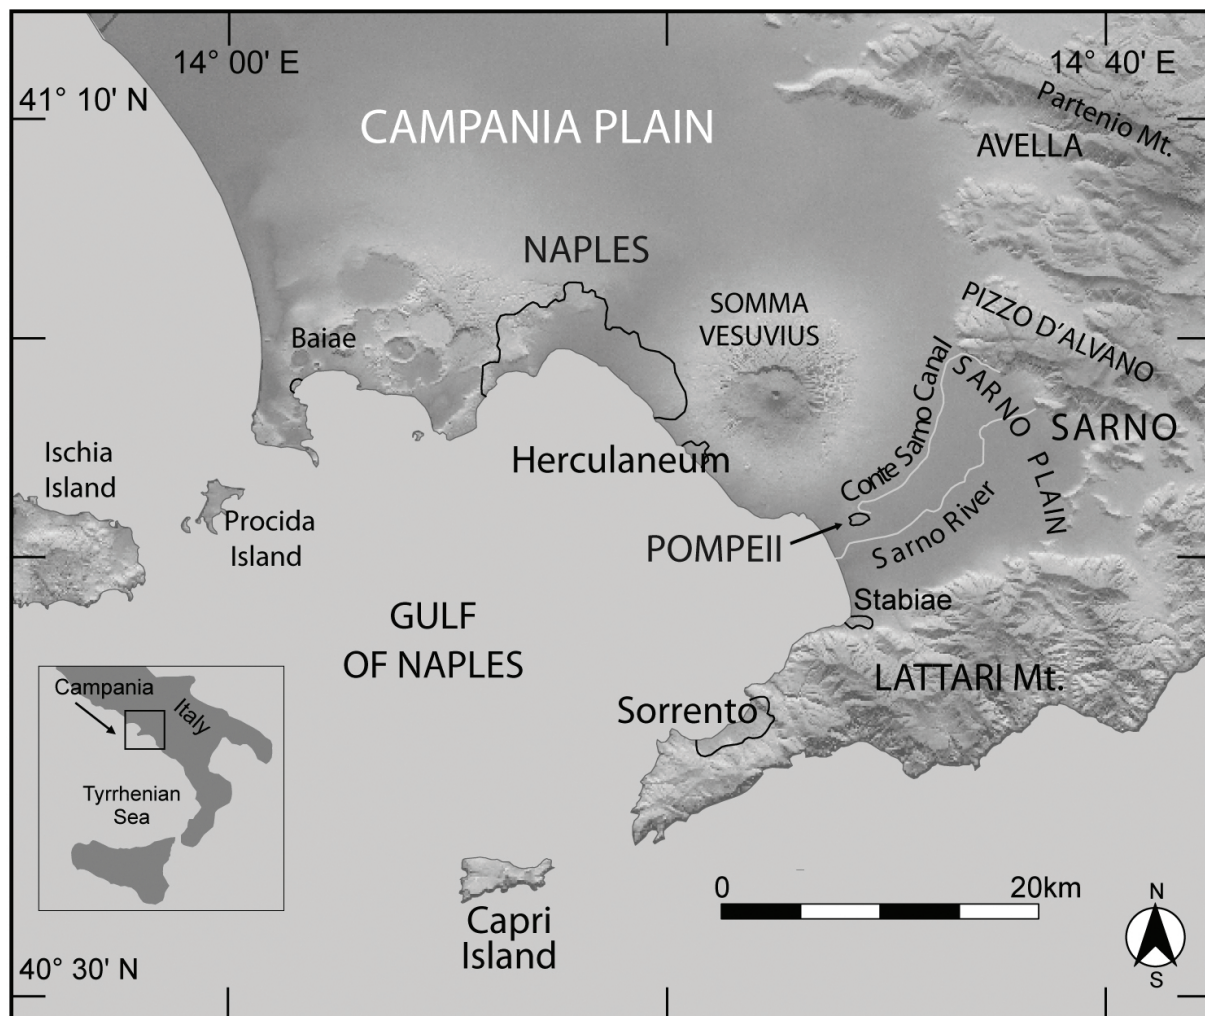 14° 00' E
14° 40' E
41° 10' N
CAMPANIA PLAIN
Partenio Mt.
AVELLA
NAPLES
SOMMA
VESUVIUS
PIZZO D'ALVANO
Baiae
SARNO PLAIN
SARNO
Conte Sarno Canal
Ischia
Island
Herculaneum
Procida
Island
POMPEII
Sarno River
Stabiae
GULF
OF NAPLES
LATTARI Mt.
Sorrento
Campania
Italy
Tyrrhenian
Sea
0
20km
N
S
Capri
Island
40° 30' N